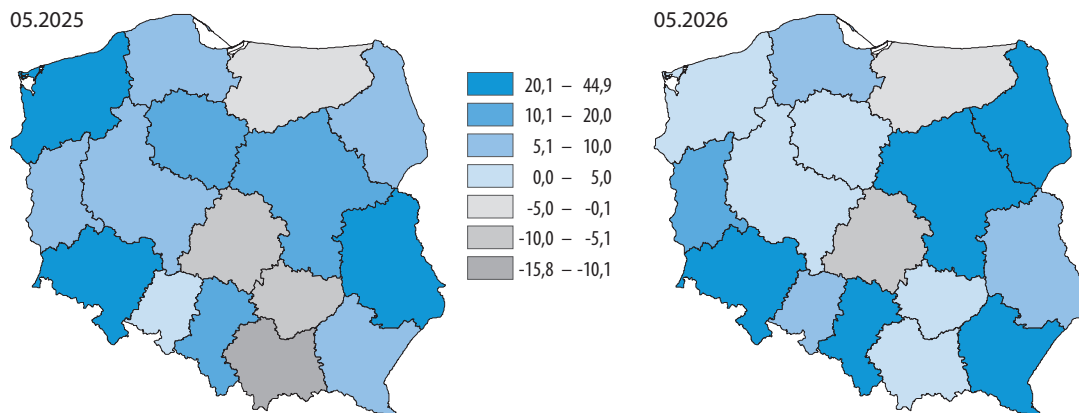 05.2025
05.2026
20,1 – 44,9
10,1 – 20,0
5,1 – 10,0
0,0 – 5,0
-5,0 – -0,1
-10,0 – -5,1
-15,8 – -10,1